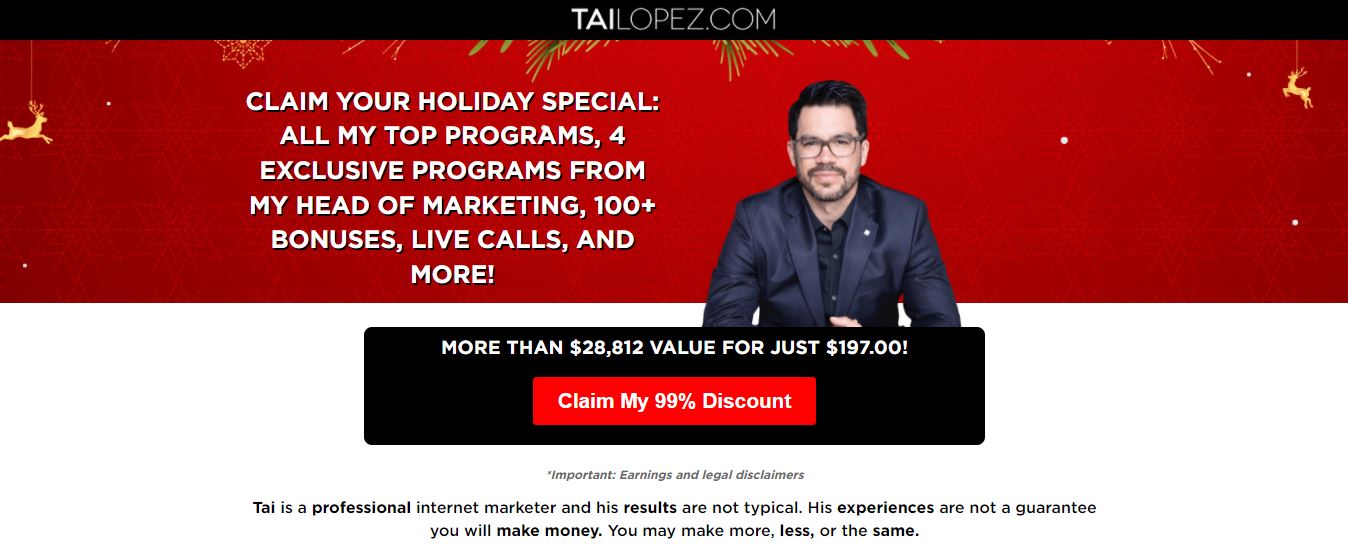 TAILOPEZ.COM
CLAIM YOUR HOLIDAY SPECIAL:
ALL MY TOP PROGRAMS, 4
EXCLUSIVE PROGRAMS FROM
MY HEAD OF MARKETING, 100+
BONUSES, LIVE CALLS, AND
MORE!
MORE THAN $28,812 VALUE FOR JUST $197.00!
Claim My 99% Discount
*Important: Earnings and legal disclaimers
Tai is a professional internet marketer and his results are not typical. His experiences are not a guarantee
you will make money. You may make more, less, or the same.